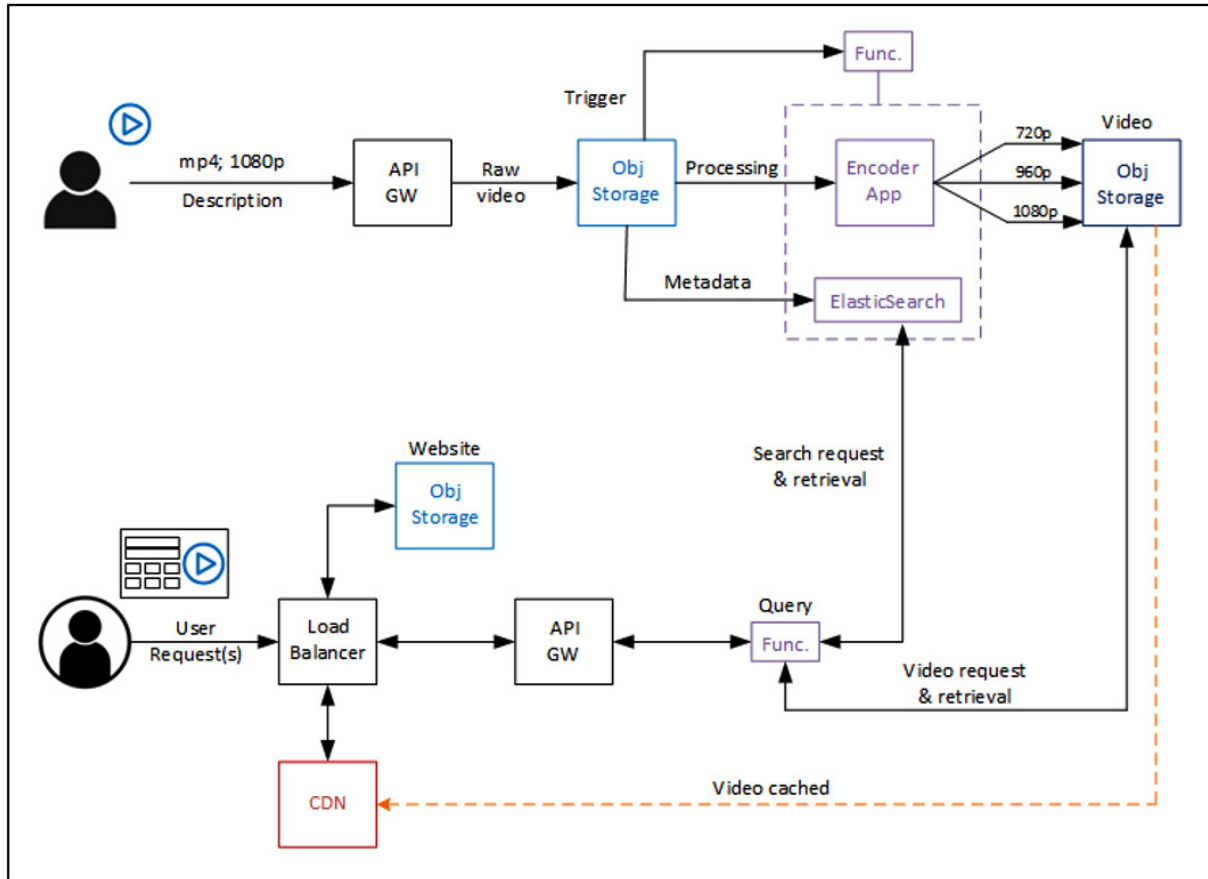 Func.
Trigger
mp4; 1080p
Description
API
GW
Raw
video
Obj
Storage
Processing
Encoder
App
720p
960p
1080p
Video
Obj
Storage
Metadata
ElasticSearch
Search request
& retrieval
Website
Obj
Storage
User
Request(s)
Load
Balancer
API
GW
Query
Func.
Video request
& retrieval
CDN
Video cached